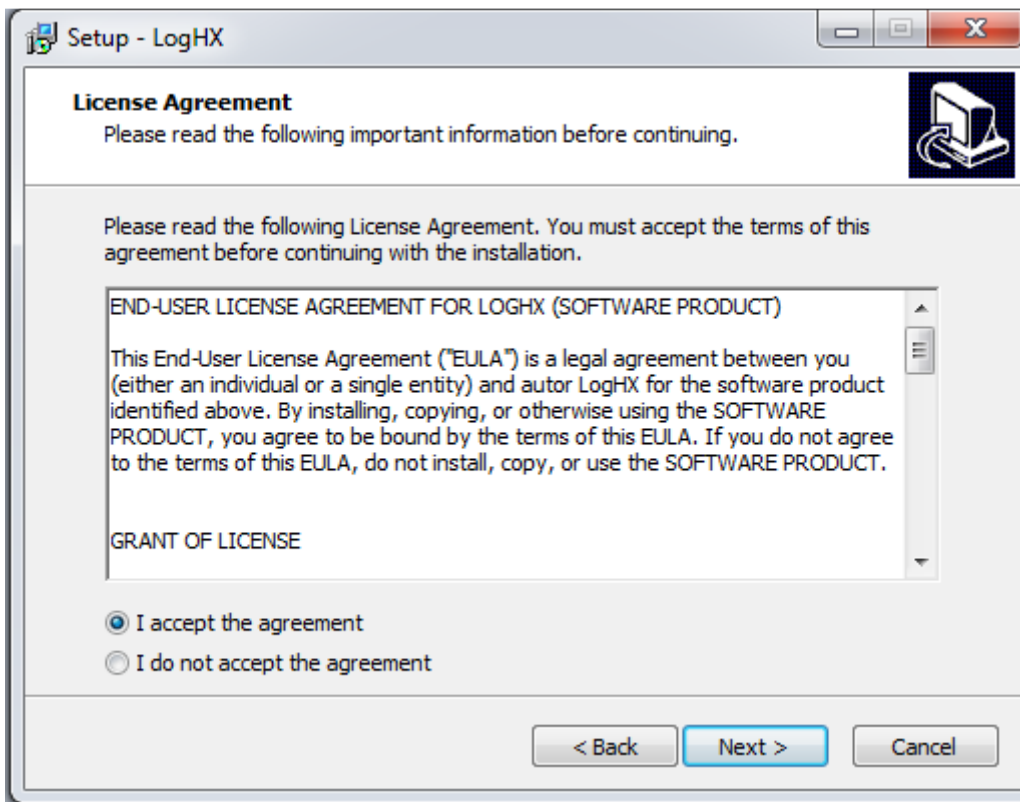 Setup - LogHX
License Agreement
Please read the following important information before continuing.
Please read the following License Agreement. You must accept the terms of this
agreement before continuing with the installation.
END-USER LICENSE AGREEMENT FOR LOGHX (SOFTWARE PRODUCT)
This End-User License Agreement ("EULA") is a legal agreement between you
(either an individual or a single entity) and autor LogHX for the software product
identified above. By installing, copying, or otherwise using the SOFTWARE
PRODUCT, you agree to be bound by the terms of this EULA. If you do not agree
to the terms of this EULA, do not install, copy, or use the SOFTWARE PRODUCT.
GRANT OF LICENSE
I accept the agreement
I do not accept the agreement
< Back Next > Cancel